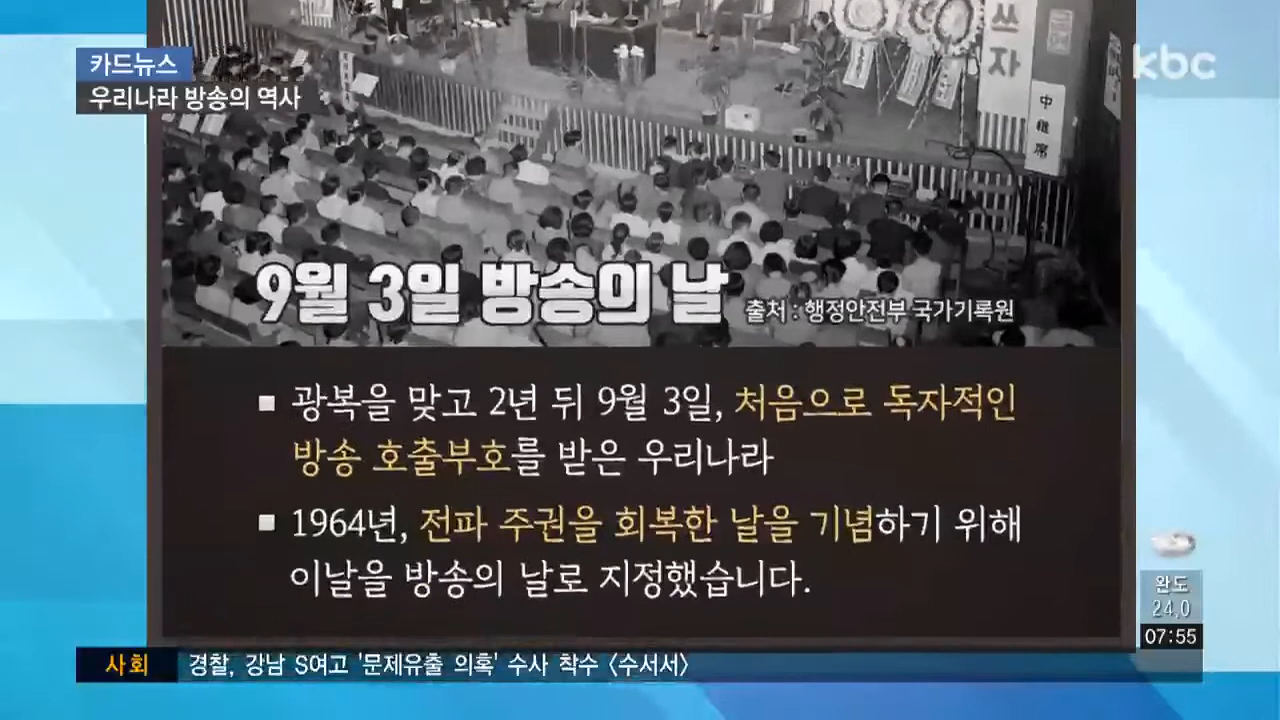 쓰
자
中継席
카드뉴스
kbc
우리나라 방송의 역사
9월 3일 방송의 날
출처 : 행정안전부 국가기록원
광복을 맞고 2년 뒤 9월 3일, 처음으로 독자적인
방송 호출부호를 받은 우리나라
1964년, 전파 주권을 회복한 날을 기념하기 위해
이날을 방송의 날로 지정했습니다.
완도
24.0
07:55
사회
경찰, 강남 S여고 '문제유출 의혹' 수사 착수 <수서서>